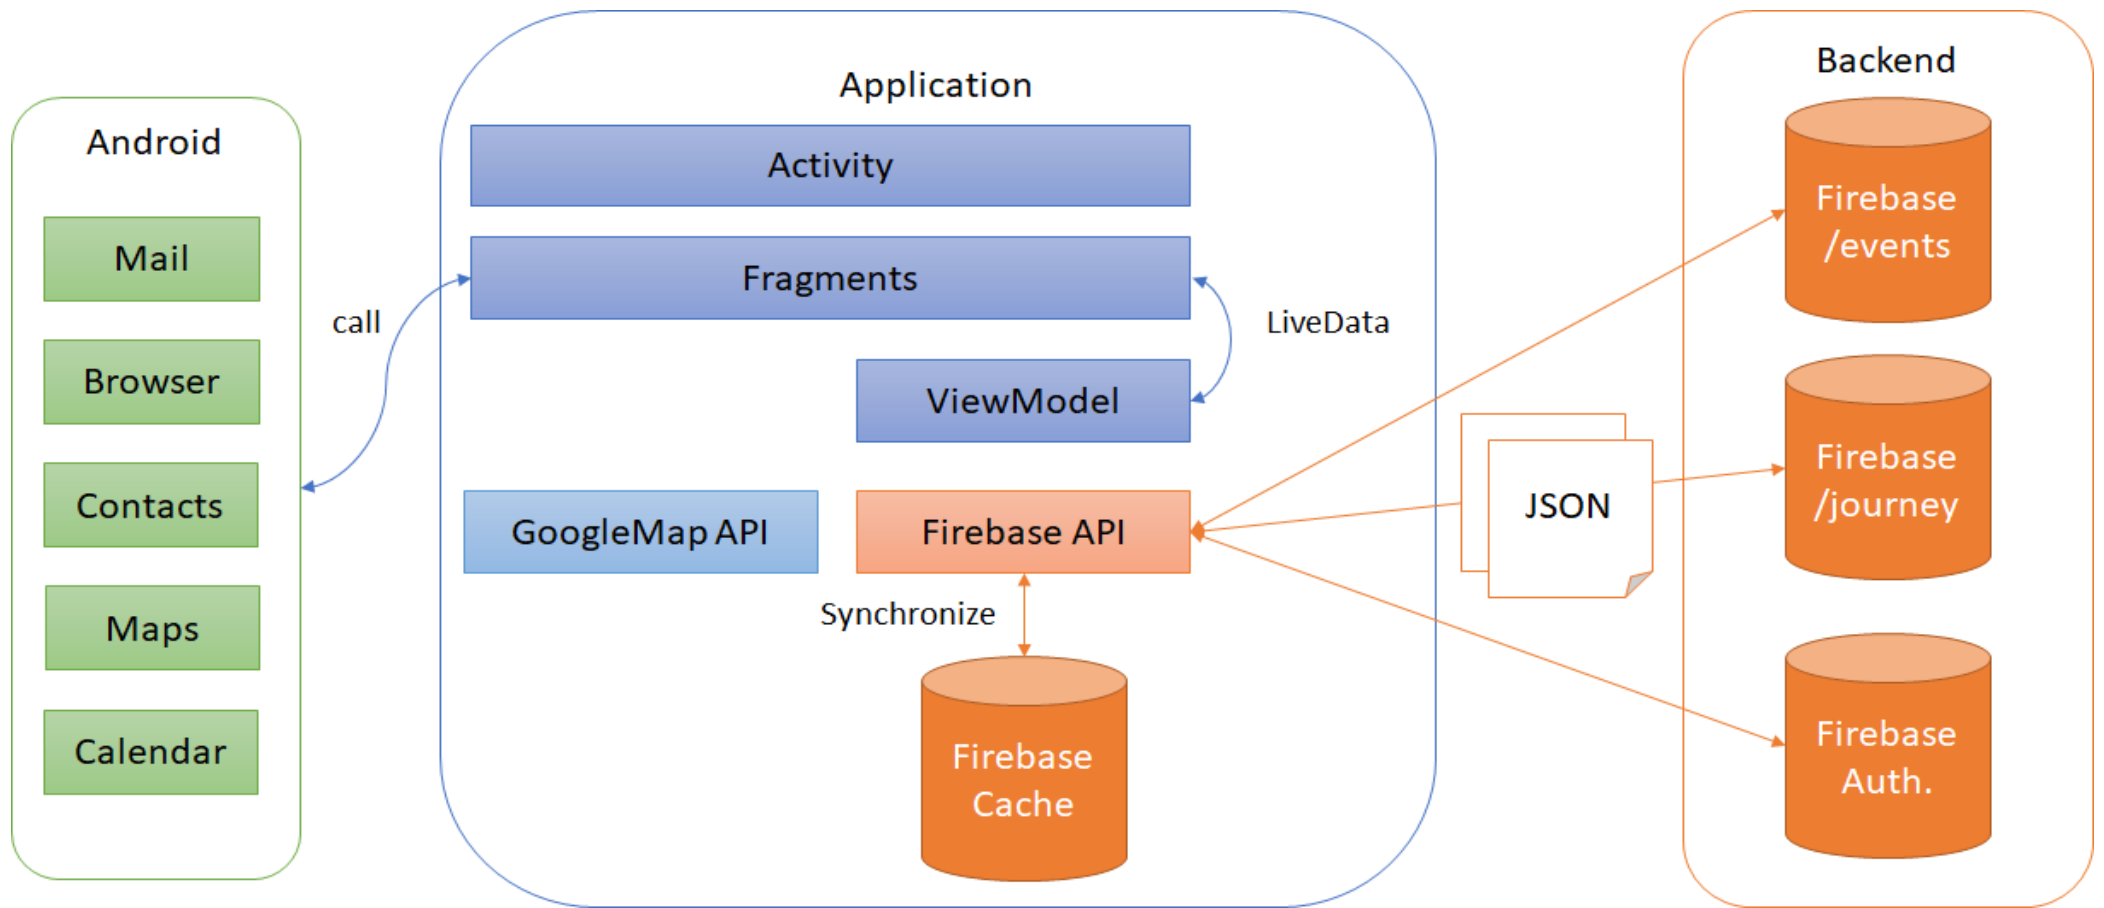 Android
Mail
Browser
Contacts
Maps
Calendar
call
Application
Activity
Fragments
LiveData
ViewModel
GoogleMap API
Firebase API
Synchronize
Firebase
Cache
JSON
Backend
Firebase
/events
Firebase
/journey
Firebase
Auth.